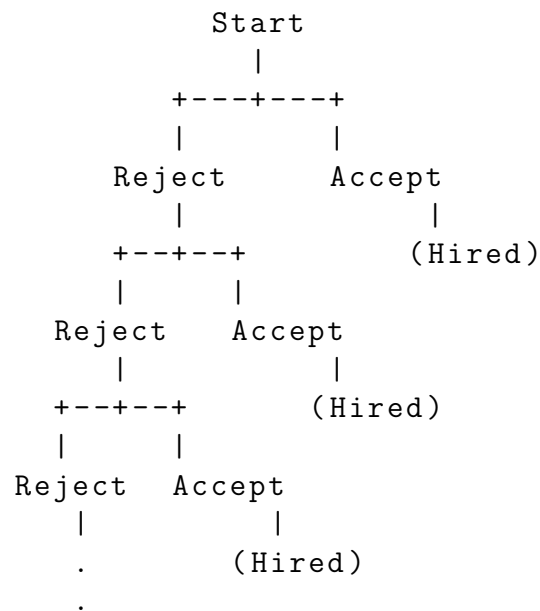 Start
|
+---+---+
| |
Reject Accept
| |
+--+--+ (Hired)
| |
Reject Accept
| |
+--+--+ (Hired)
| |
Reject Accept
| |
. (Hired)
.